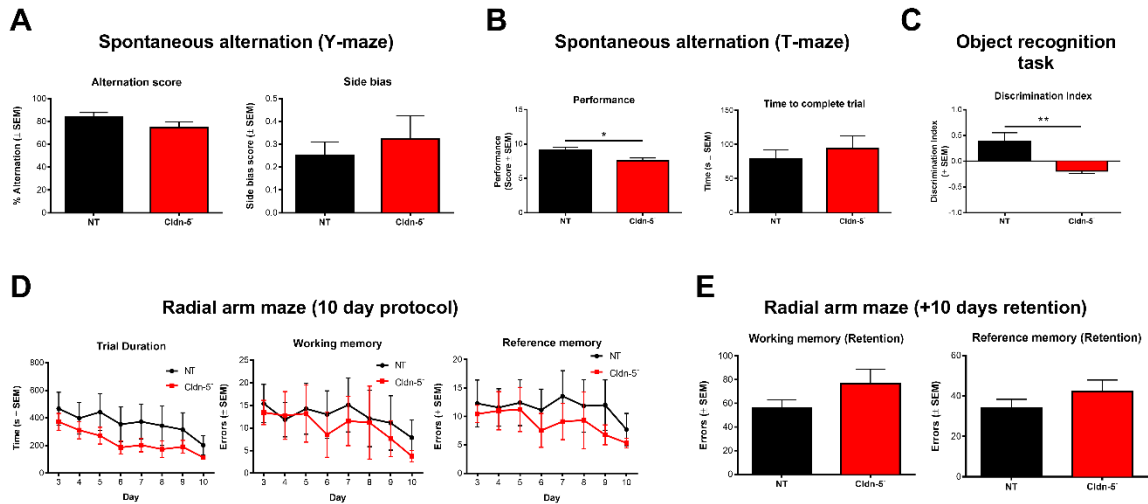 A
Spontaneous alternation (Y-maze)
Alternation score
% Alternation (± SEM)
100
80
60
40
20
0
NT
Cldn-5⁻
Side bias
Side bias score (± SEM)
0.4
0.3
0.2
0.1
0.0
NT
Cldn-5⁻
B
Spontaneous alternation (T-maze)
Performance
*
Performance
(Score + SEM)
15
10
5
0
NT
Cldn-5⁻
Time to complete trial
Time (s – SEM)
150
100
50
0
NT
Cldn-5⁻
C
Object recognition
task
Discrimination Index
**
Discrimination Index
(+ SEM)
1.0
0.5
0.0
-0.5
-1.0
NT
Cldn-5⁻
D
Radial arm maze (10 day protocol)
Trial Duration
NT
Cldn-5⁻
Time (s – SEM)
800
600
400
200
0
3 4 5 6 7 8 9 10
Day
Working memory
NT
Cldn-5⁻
Errors (± SEM)
25
20
15
10
5
0
3 4 5 6 7 8 9 10
Day
Reference memory
NT
Cldn-5⁻
Errors (+ SEM)
20
15
10
5
0
3 4 5 6 7 8 9 10
Day
E
Radial arm maze (+10 days retention)
Working memory (Retention)
Errors (+ SEM)
100
80
60
40
20
0
NT
Cldn-5⁻
Reference memory (Retention)
Errors (± SEM)
60
40
20
0
NT
Cldn-5⁻